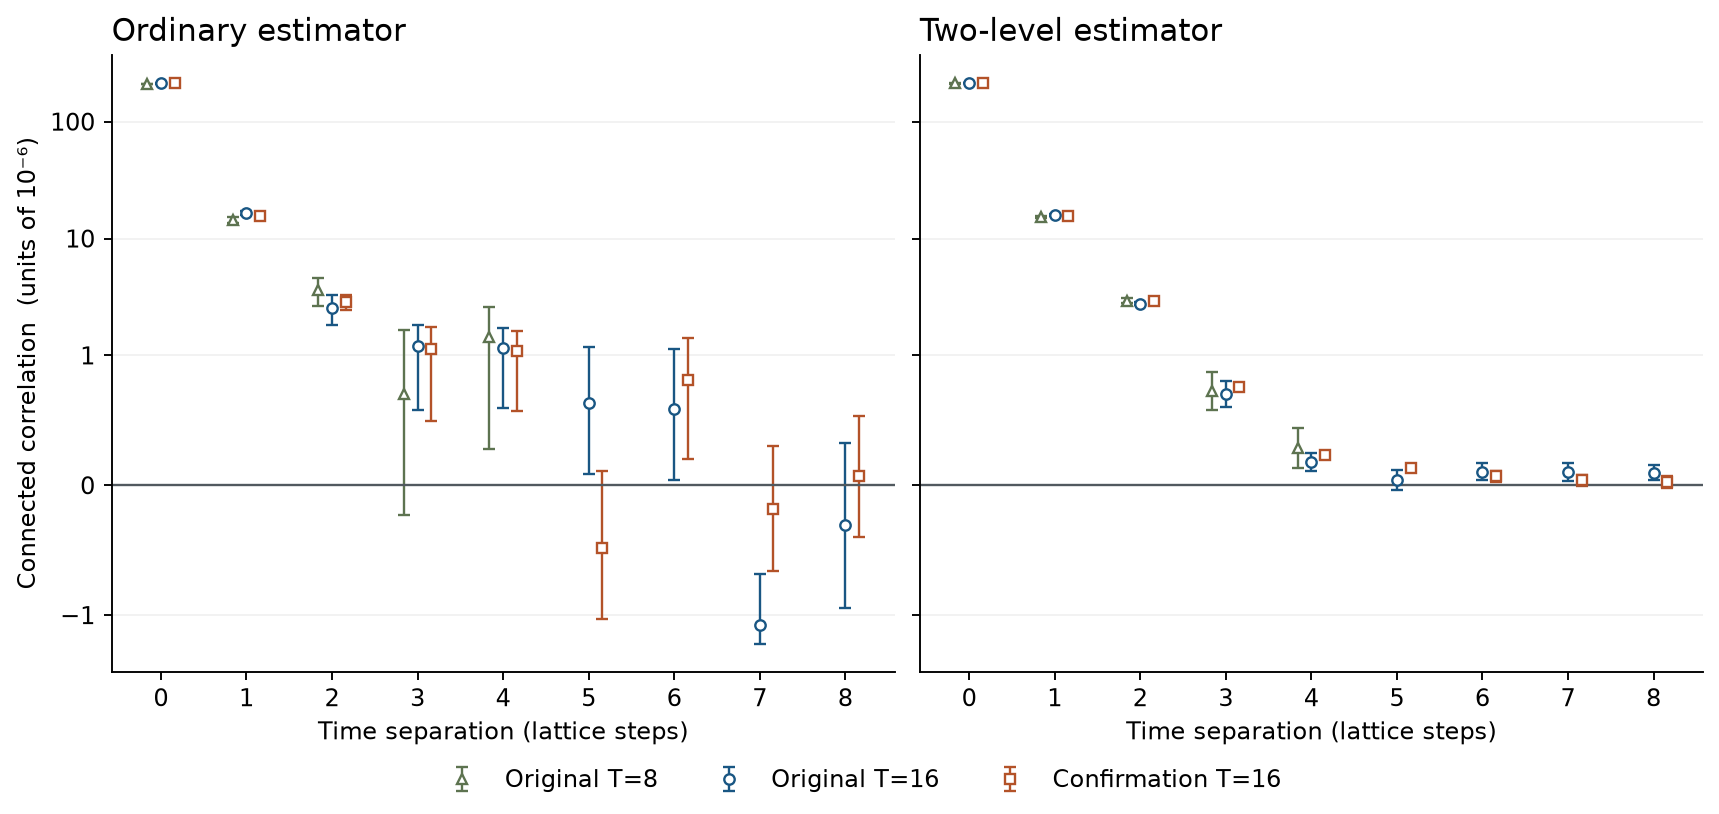 Ordinary estimator
Two-level estimator
Connected correlation (units of 10⁻⁶)
100
10
1
0
−1
0 1 2 3 4 5 6 7 8
0 1 2 3 4 5 6 7 8
Time separation (lattice steps)
Time separation (lattice steps)
Original T=8 Original T=16 Confirmation T=16